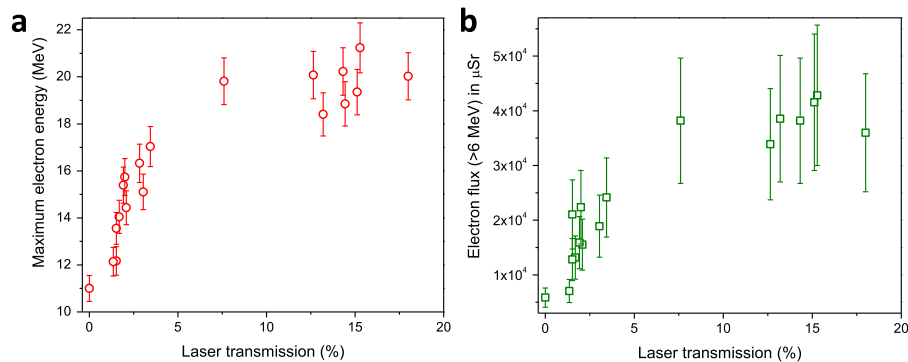 a
Maximum electron energy (MeV)
22
20
18
16
14
12
10
0
5
10
15
20
Laser transmission (%)
b
Electron flux (>6 MeV) in μSr
5x10⁴
4x10⁴
3x10⁴
2x10⁴
1x10⁴
0
5
10
15
20
Laser transmission (%)